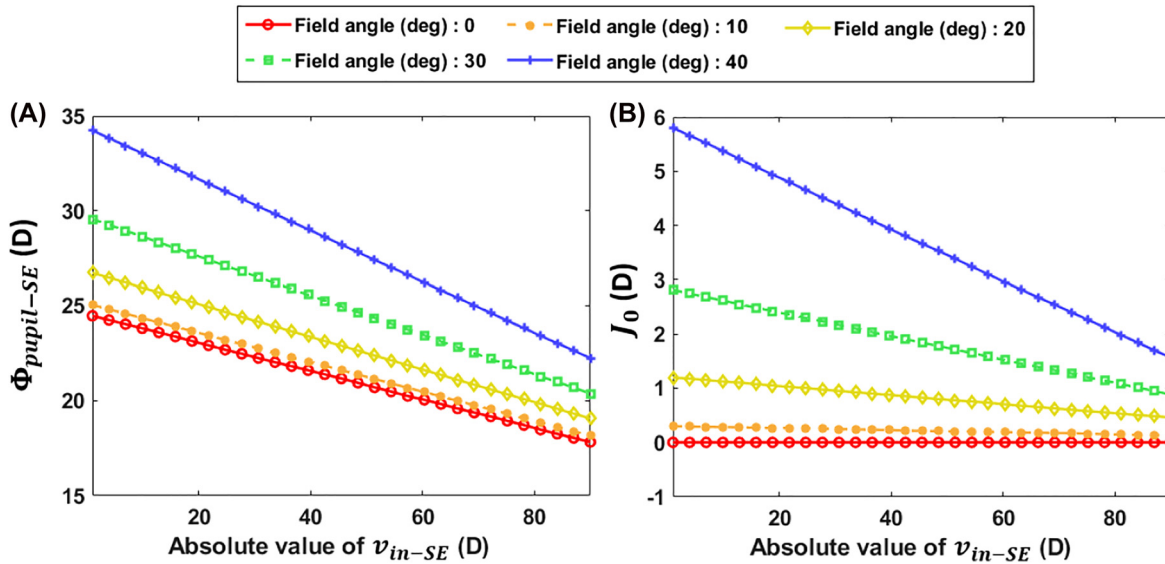 Field angle (deg) : 0 Field angle (deg) : 10 Field angle (deg) : 20
Field angle (deg) : 30 Field angle (deg) : 40
(A)
35
30
25
20
15
20 40 60 80
Φpupil−SE (D)
Absolute value of vin−SE (D)
(B)
6
5
4
3
2
1
0
-1
20 40 60 80
J0 (D)
Absolute value of vin−SE (D)